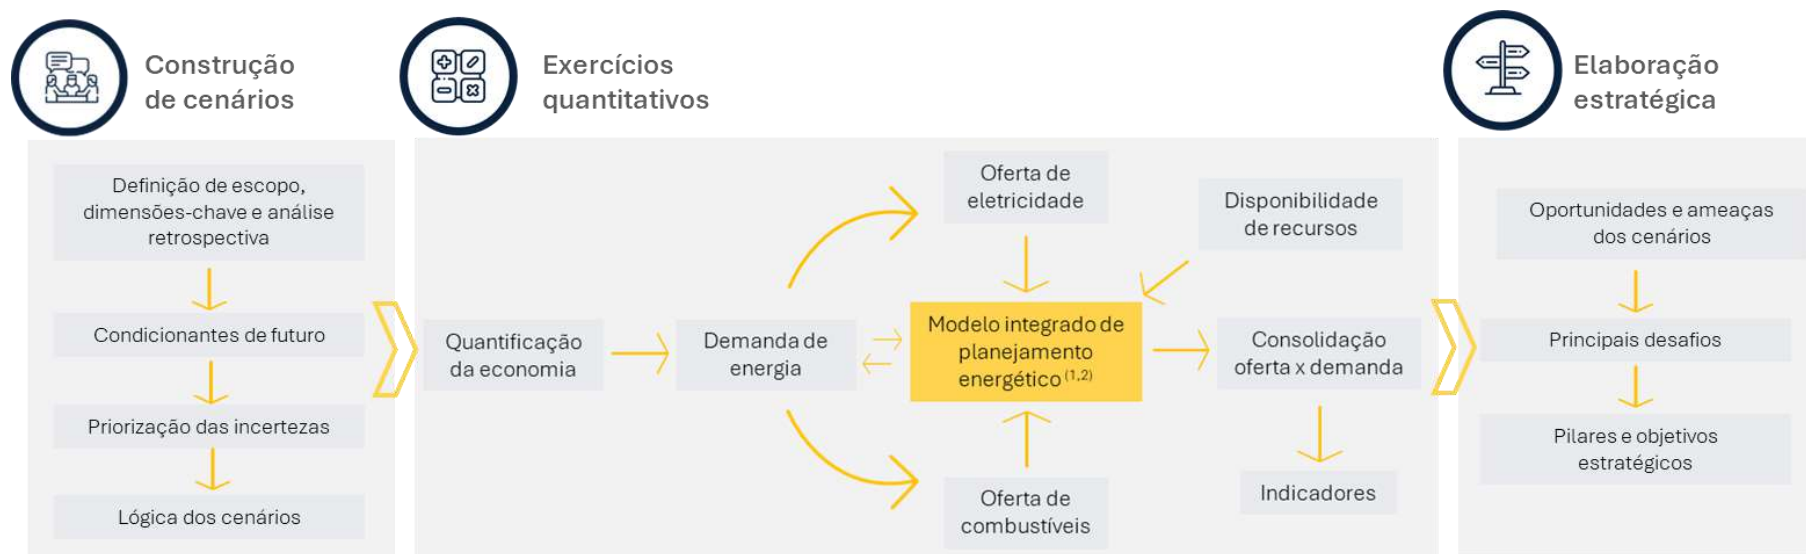 Construção
de cenários
Definição de escopo,
dimensões-chave e análise
retrospectiva
Condicionantes de futuro
Priorização das incertezas
Lógica dos cenários
Exercícios
quantitativos
Quantificação
da economia
Demanda de
energia
Oferta de
eletricidade
Disponibilidade
de recursos
Modelo integrado de
planejamento
energético (1,2)
Consolidação
oferta x demanda
Oferta de
combustíveis
Indicadores
Elaboração
estratégica
Oportunidades e ameaças
dos cenários
Principais desafios
Pilares e objetivos
estratégicos